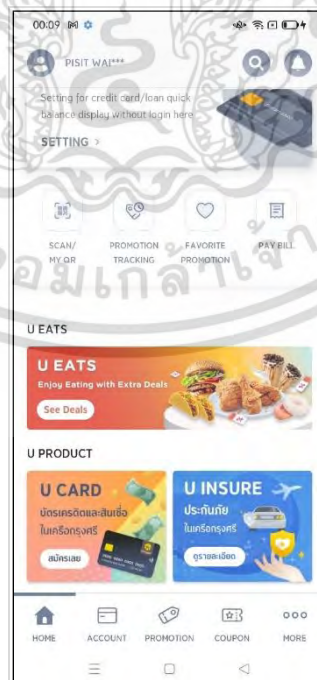 00:09
PISIT WAI***
Setting for credit card/loan quick
balance display without login here
SETTING >
SCAN/
MY QR
PROMOTION
TRACKING
FAVORITE
PROMOTION
PAY BILL
U EATS
U EATS
Enjoy Eating with Extra Deals
See Deals
U PRODUCT
U CARD
บัตรเครดิตและสินเชื่อ
ในเครือกรุงศรี
สมัครเลย
U INSURE
ประกันภัย
ในเครือกรุงศรี
ดูรายละเอียด
HOME
ACCOUNT
PROMOTION
COUPON
MORE